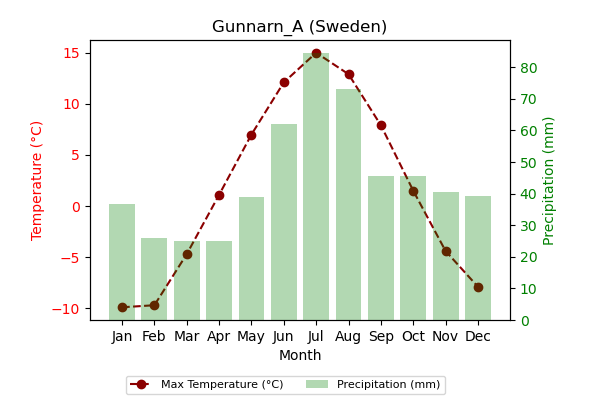 Gunnarn_A (Sweden)
15
10
5
0
−5
−10
Temperature (°C)
80
70
60
50
40
30
20
10
0
Precipitation (mm)
Jan Feb Mar Apr May Jun Jul Aug Sep Oct Nov Dec
Month
Max Temperature (°C) Precipitation (mm)